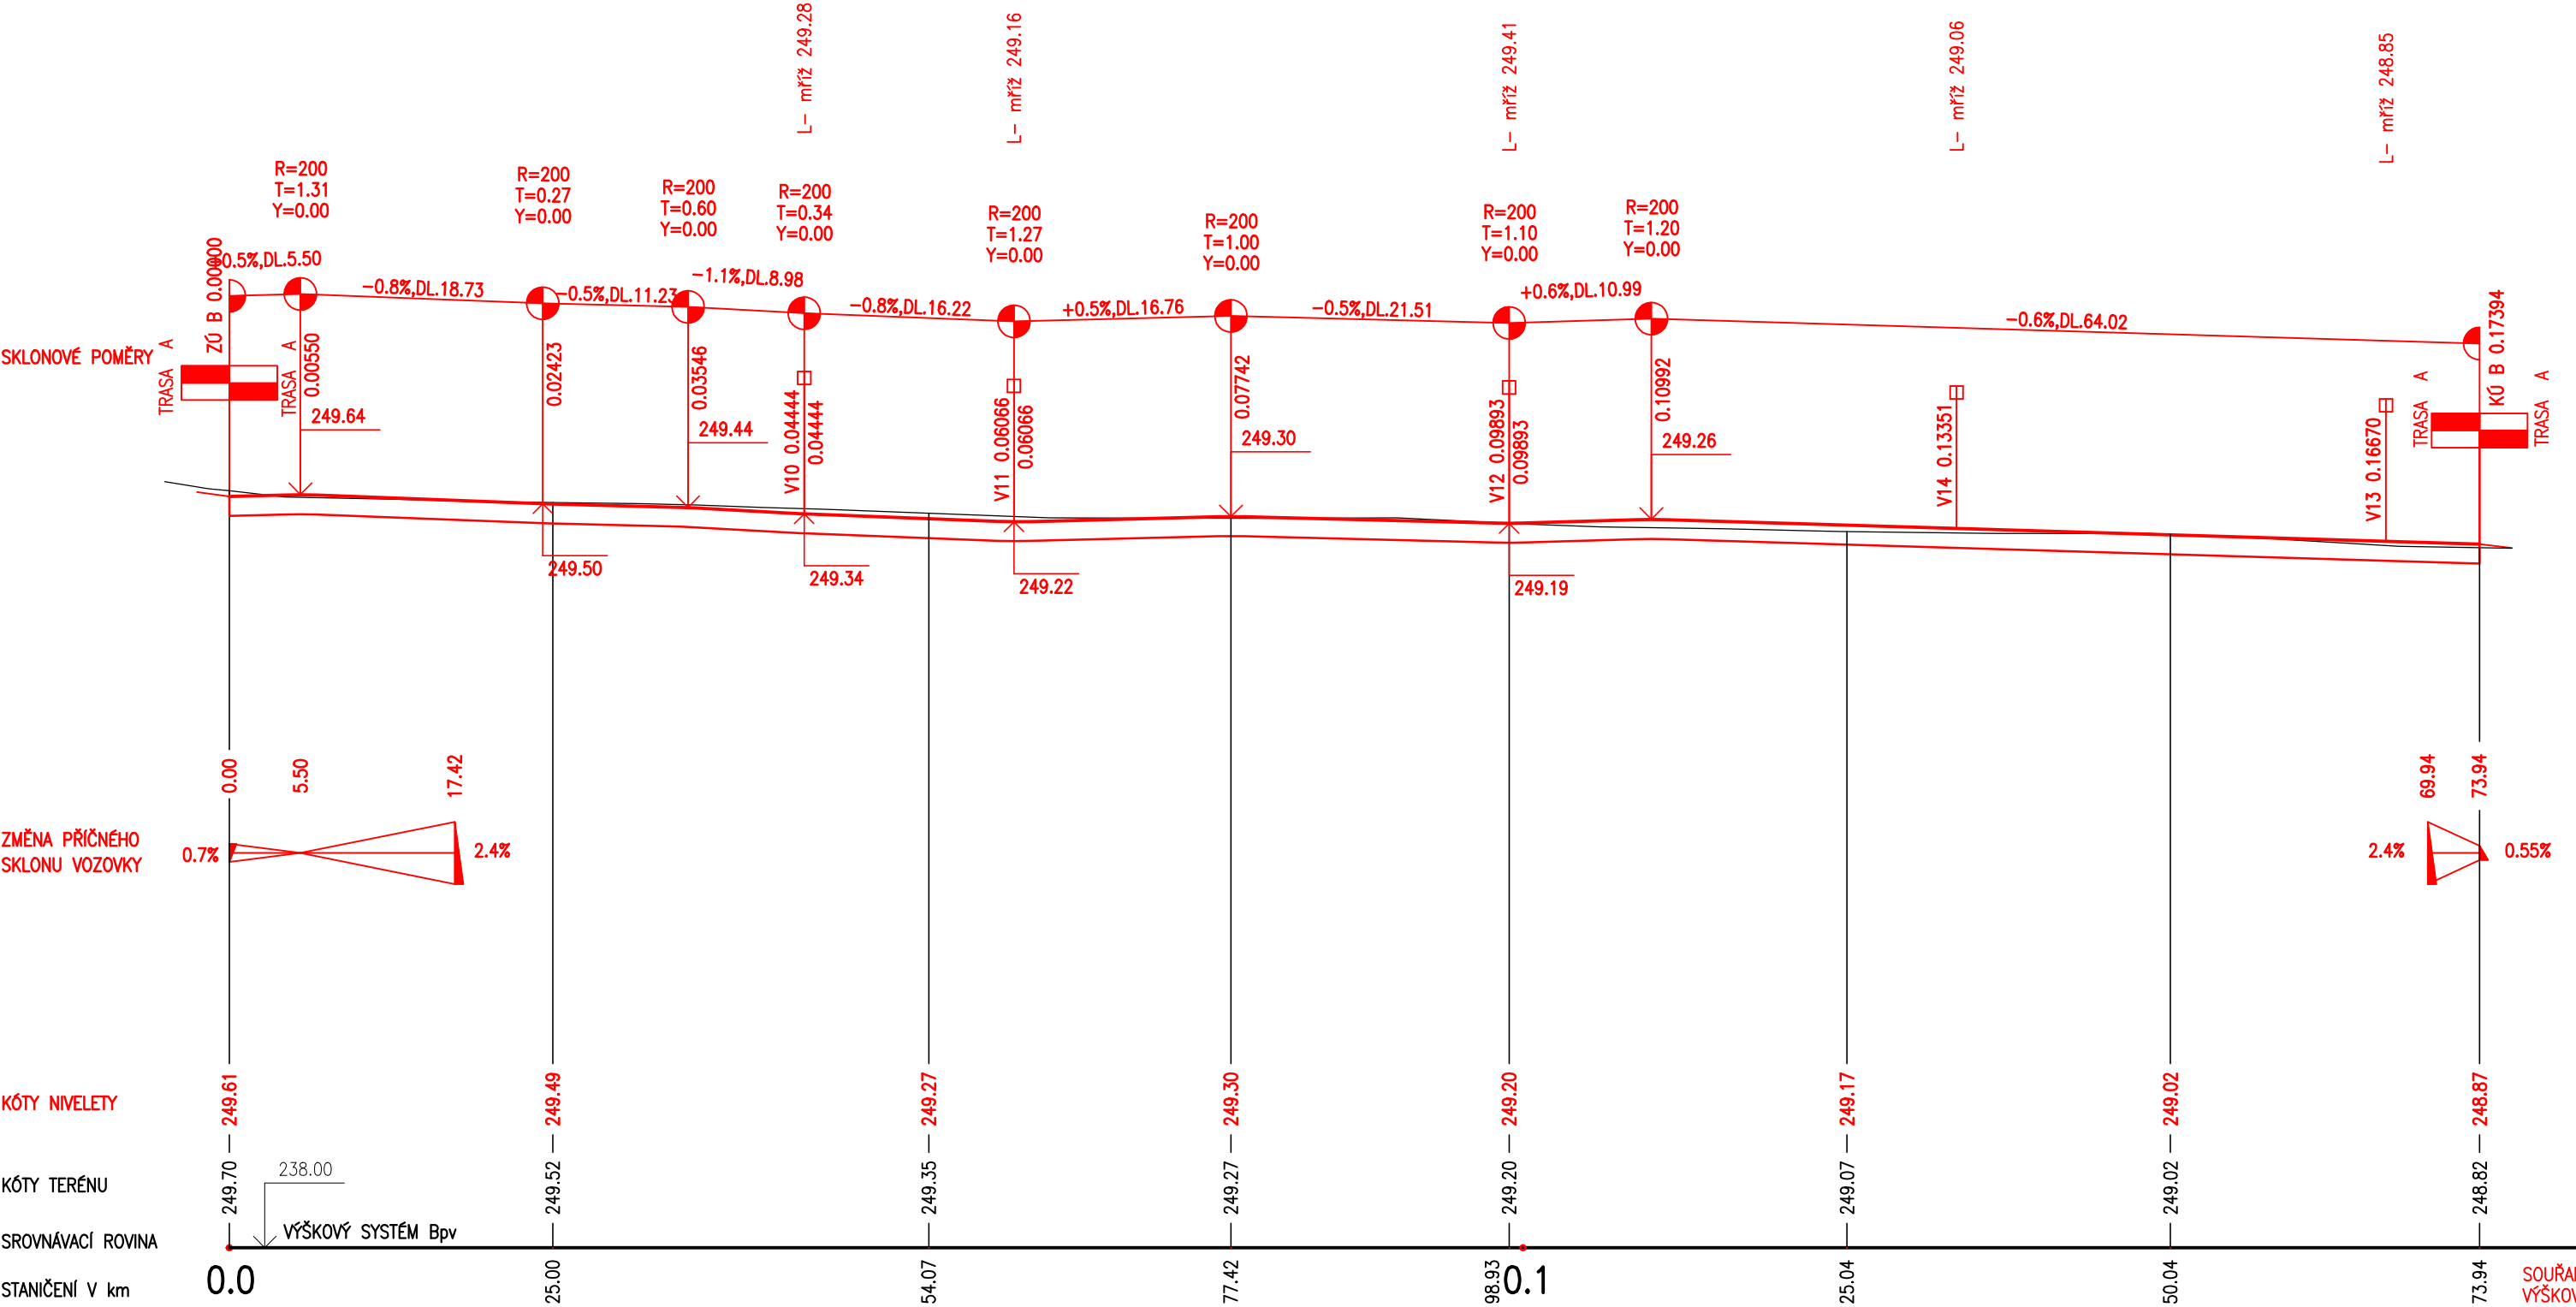 L- mříž 249.28
L- mříž 249.16
L- mříž 249.41
L- mříž 249.06
L- mříž 248.85
R=200
T=1.31
Y=0.00
R=200
T=0.27
Y=0.00
R=200
T=0.60
Y=0.00
R=200
T=0.34
Y=0.00
R=200
T=1.27
Y=0.00
R=200
T=1.00
Y=0.00
R=200
T=1.10
Y=0.00
R=200
T=1.20
Y=0.00
+0.5%,DL.5.50
-0.8%,DL.18.73
-0.5%,DL.11.23
-1.1%,DL.8.98
-0.8%,DL.16.22
+0.5%,DL.16.76
-0.5%,DL.21.51
+0.6%,DL.10.99
-0.6%,DL.64.02
SKLONOVÉ POMĚRY
TRASA A
ZÚ B 0.00000
TRASA A
0.00550
249.64
0.02423
249.50
0.03546
249.44
V10 0.04444
0.04444
249.34
V11 0.06066
0.06066
249.22
0.07742
249.30
V12 0.09893
0.09893
249.19
0.10992
249.26
V14 0.13351
V13 0.16670
TRASA A
KÚ B 0.17394
TRASA A
0.00
5.50
17.42
69.94
73.94
ZMĚNA PŘÍČNÉHO
SKLONU VOZOVKY
0.7%
2.4%
2.4%
0.55%
KÓTY NIVELETY
249.61
249.49
249.27
249.30
249.20
249.17
249.02
248.87
KÓTY TERÉNU
249.70
238.00
249.52
249.35
249.27
249.20
249.07
249.02
248.82
SROVNÁVACÍ ROVINA
VÝŠKOVÝ SYSTÉM Bpv
STANIČENÍ V km
0.0
25.00
54.07
77.42
98.93
0.1
25.04
50.04
73.94